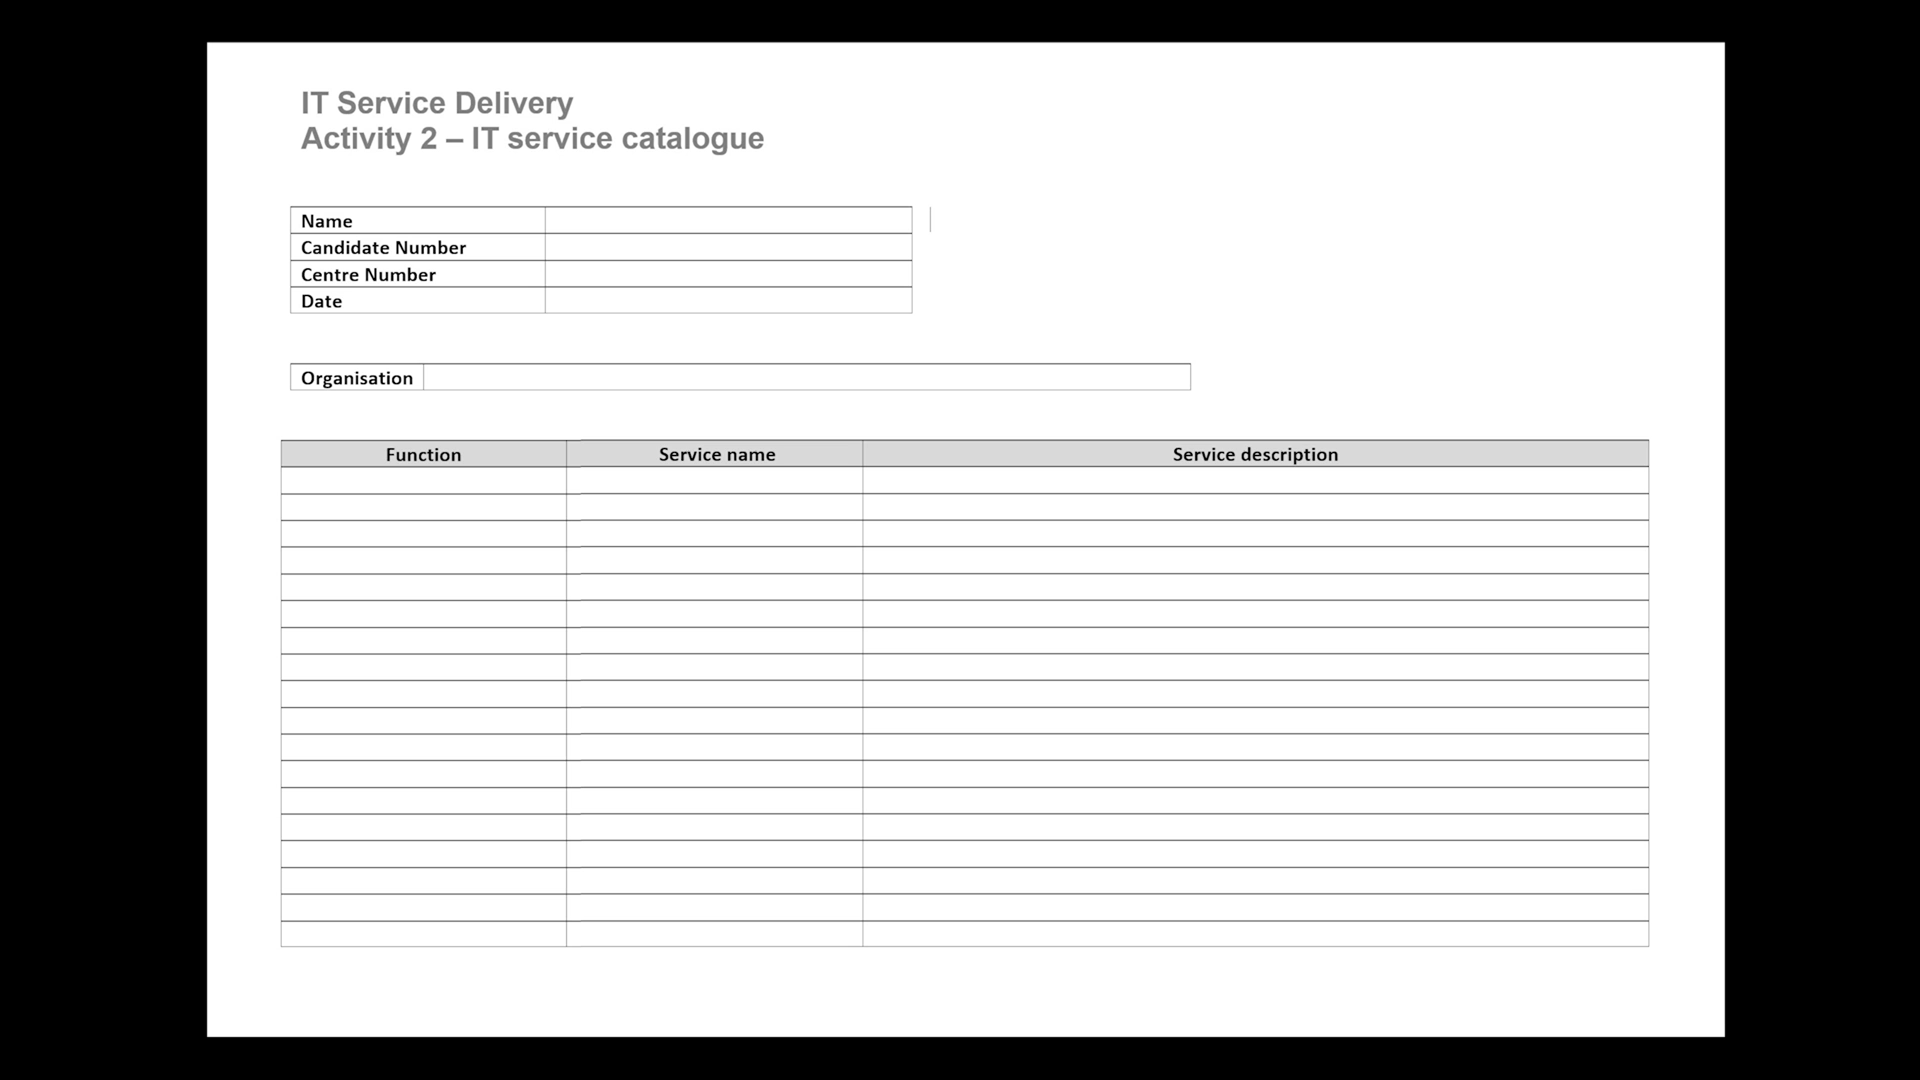 IT Service Delivery
Activity 2 – IT service catalogue
Name
Candidate Number
Centre Number
Date
Organisation
Function Service name Service description